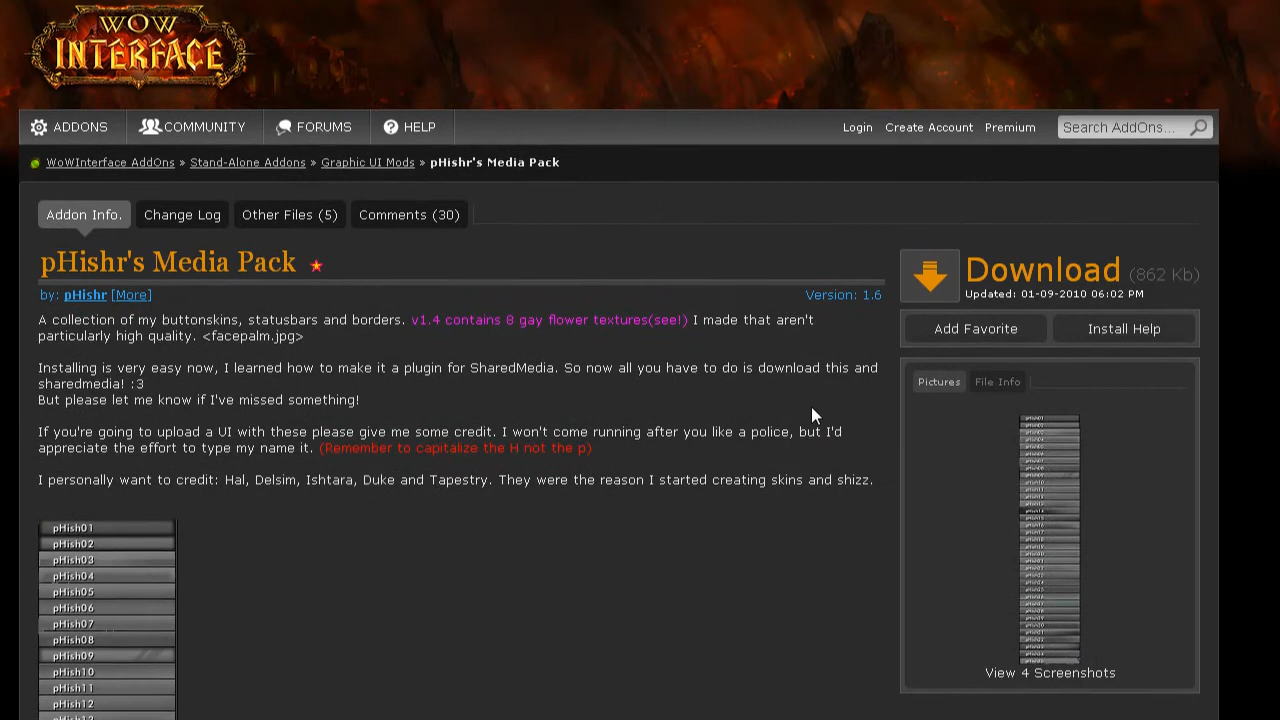 WOW
INTERFACE
ADDONS COMMUNITY FORUMS HELP
Login Create Account Premium Search AddOns...
WoWInterface AddOns » Stand-Alone Addons » Graphic UI Mods » pHishr's Media Pack
Addon Info. Change Log Other Files (5) Comments (30)
pHishr's Media Pack
by: pHishr [More] Version: 1.6
A collection of my buttonskins, statusbars and borders. v1.4 contains 8 gay flower textures(see!) I made that aren't
particularly high quality. <facepalm.jpg>
Installing is very easy now, I learned how to make it a plugin for SharedMedia. So now all you have to do is download this and
sharedmedia! :3
But please let me know if I've missed something!
If you're going to upload a UI with these please give me some credit. I won't come running after you like a police, but I'd
appreciate the effort to type my name it. (Remember to capitalize the H not the p)
I personally want to credit: Hal, Delsim, Ishtara, Duke and Tapestry. They were the reason I started creating skins and shizz.
pHish01
pHish02
pHish03
pHish04
pHish05
pHish06
pHish07
pHish08
pHish09
pHish10
pHish11
pHish12
Download (862 Kb)
Updated: 01-09-2010 06:02 PM
Add Favorite Install Help
Pictures File Info
View 4 Screenshots